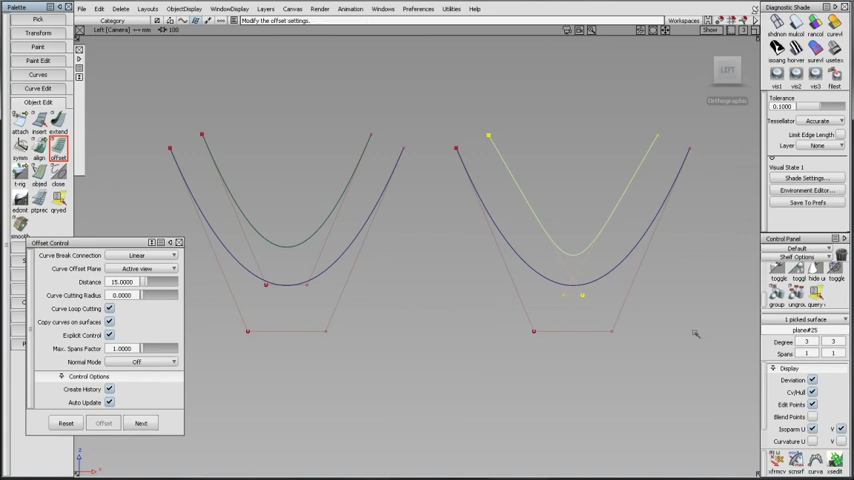 Palette
File
Edit
Delete
Layouts
ObjectDisplay
WindowDisplay
Layers
Canvas
Render
Animation
Windows
Preferences
Utilities
Help
Category
Modify the offset settings.
Workspaces
Left [Camera]
mm
100
Show
Pick
Transform
Paint
Paint Edit
Curves
Curve Edit
Object Edit
attach
insert
extend
symm
align
offset
t-rig
close
ptprec
qryed
smooth
LEFT
Orthographic
Offset Control
Curve Break Connection
Linear
Curve Offset Plane
Active view
Distance
15.0000
Curve Cutting Radius
0.0000
Curve Loop Cutting
Copy curves on surfaces
Explicit Control
Max. Spans Factor
1.0000
Normal Mode
Off
Control Options
Create History
Auto Update
Reset
Offset
Next
Z
X
Diagnostic Shade
shdnon
mulcol
rancol
curevl
isoang
horver
surevl
usetex
vis1
vis2
vis3
filest
Tolerance
0.1000
Tessellator
Accurate
Limit Edge Length
Layer
None
Visual State 1
Shade Settings...
Environment Editor...
Save To Prefs
Control Panel
Default
Shelf Options
toggle
toggle
toggle
group
ungrou
query
1 picked surface
plane#25
Degree
3
3
Spans
1
1
Display
Deviation
Cv/Hull
Edit Points
Blend Points
Isoparm U
V
Curvature U
V
xfrmcv
scnsrf
curva
xsedit